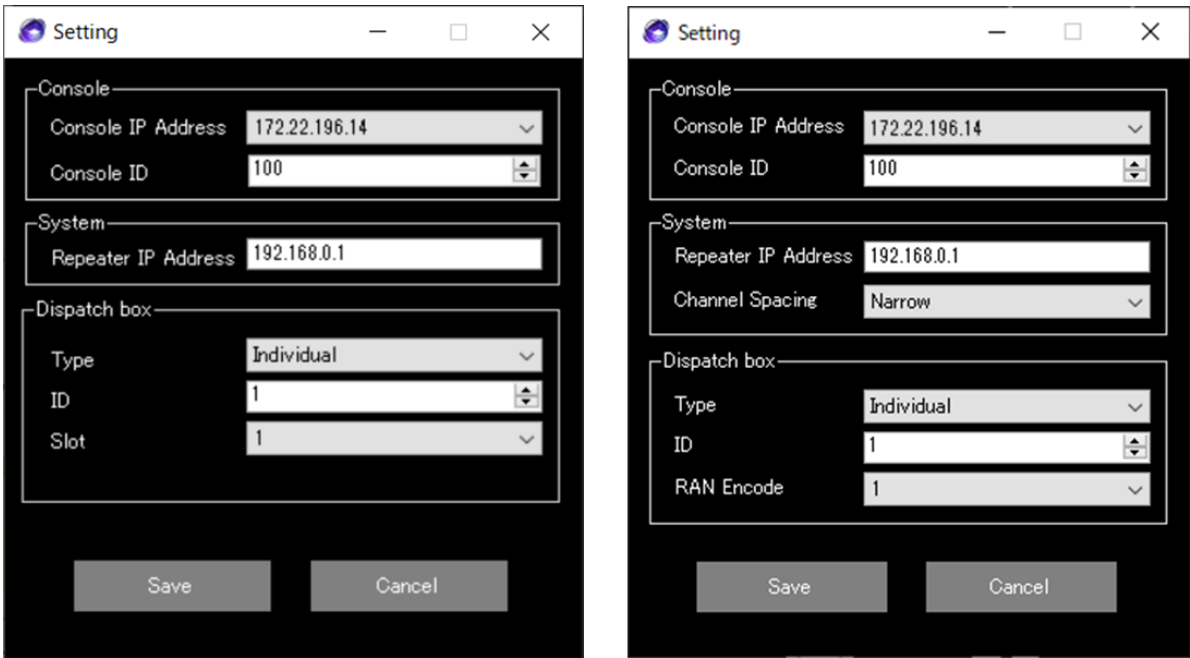 Setting
Console
Console IP Address 172.22.196.14
Console ID 100
System
Repeater IP Address 192.168.0.1
Dispatch box
Type Individual
ID 1
Slot 1
Save Cancel
Setting
Console
Console IP Address 172.22.196.14
Console ID 100
System
Repeater IP Address 192.168.0.1
Channel Spacing Narrow
Dispatch box
Type Individual
ID 1
RAN Encode 1
Save Cancel